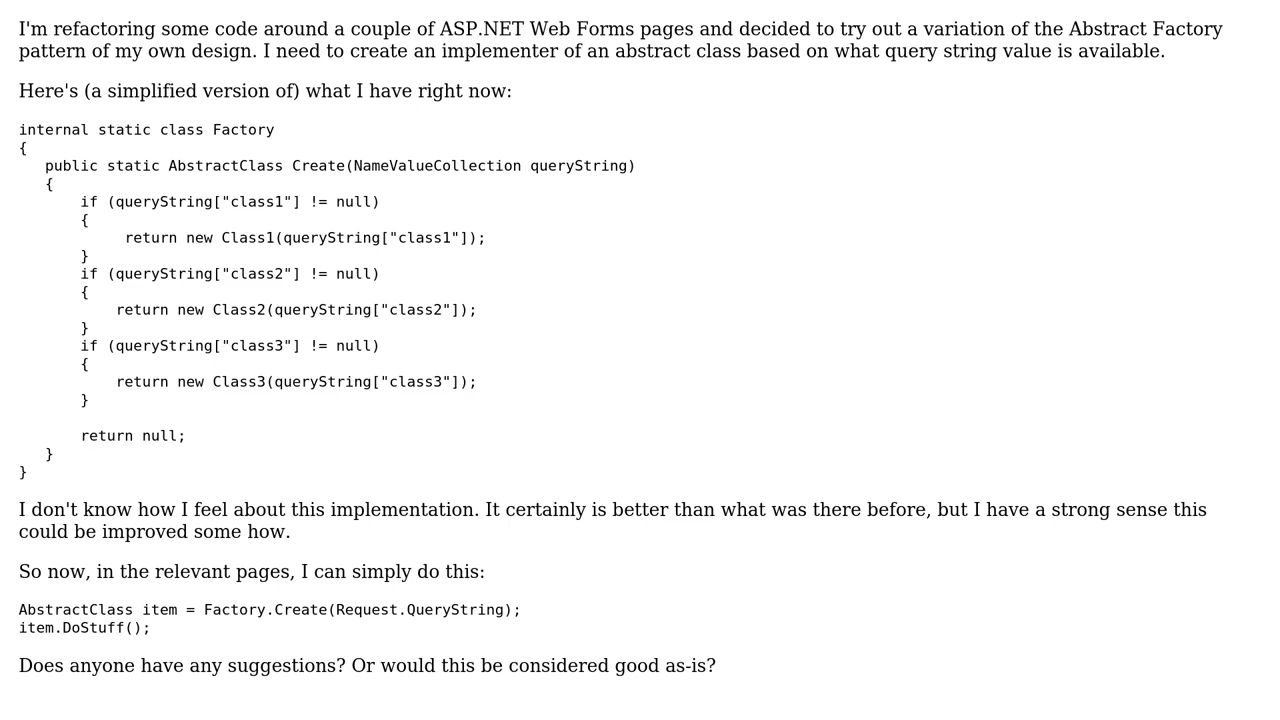 I'm refactoring some code around a couple of ASP.NET Web Forms pages and decided to try out a variation of the Abstract Factory
pattern of my own design. I need to create an implementer of an abstract class based on what query string value is available.
Here's (a simplified version of) what I have right now:
internal static class Factory
{
   public static AbstractClass Create(NameValueCollection queryString)
   {
       if (queryString["class1"] != null)
       {
            return new Class1(queryString["class1"]);
       }
       if (queryString["class2"] != null)
       {
           return new Class2(queryString["class2"]);
       }
       if (queryString["class3"] != null)
       {
           return new Class3(queryString["class3"]);
       }

       return null;
   }
}
I don't know how I feel about this implementation. It certainly is better than what was there before, but I have a strong sense this
could be improved some how.
So now, in the relevant pages, I can simply do this:
AbstractClass item = Factory.Create(Request.QueryString);
item.DoStuff();
Does anyone have any suggestions? Or would this be considered good as-is?